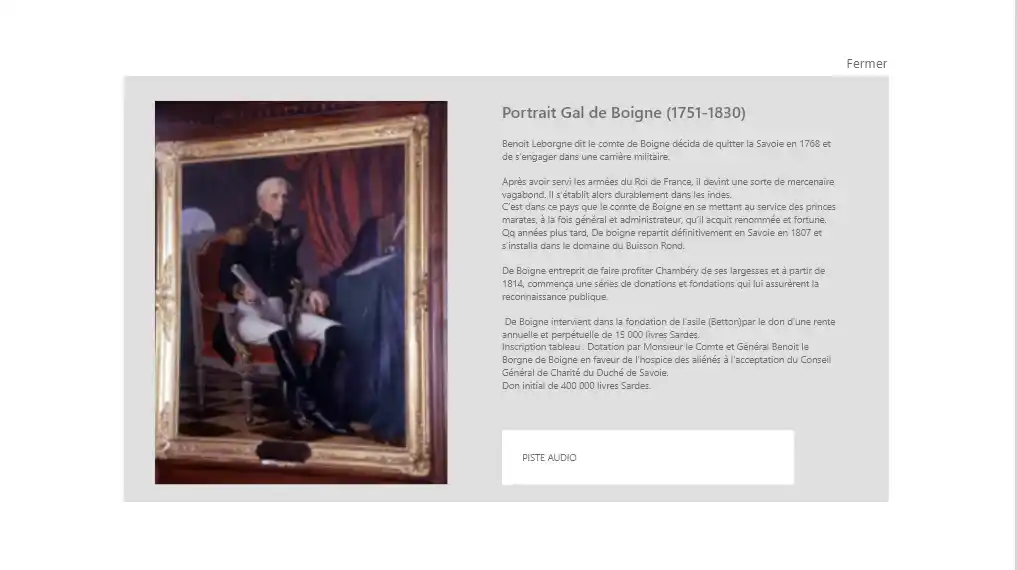 Fermer
Portrait Gal de Boigne (1751-1830)
Benoit Leborgne dit le comte de Boigne décida de quitter la Savoie en 1768 et
de s'engager dans une carrière militaire.
Après avoir servi les armées du Roi de France, il devint une sorte de mercenaire
vagabond. Il s'établit alors durablement dans les indes.
C'est dans ce pays que le comte de Boigne en se mettant au service des princes
marates, à la fois général et administrateur, qu'il acquit renommée et fortune.
Qq années plus tard, De boigne repartit définitivement en Savoie en 1807 et
s'installa dans le domaine du Buisson Rond.
De Boigne entreprit de faire profiter Chambéry de ses largesses et à partir de
1814, commença une séries de donations et fondations qui lui assurèrent la
reconnaissance publique.
De Boigne intervient dans la fondation de l'asile (Betton)par le don d'une rente
annuelle et perpétuelle de 15 000 livres Sardes.
Inscription tableau : Dotation par Monsieur le Comte et Général Benoit le
Borgne de Boigne en faveur de l'hospice des aliénés à l'acceptation du Conseil
Général de Charité du Duché de Savoie.
Don initial de 400 000 livres Sardes.
PISTE AUDIO